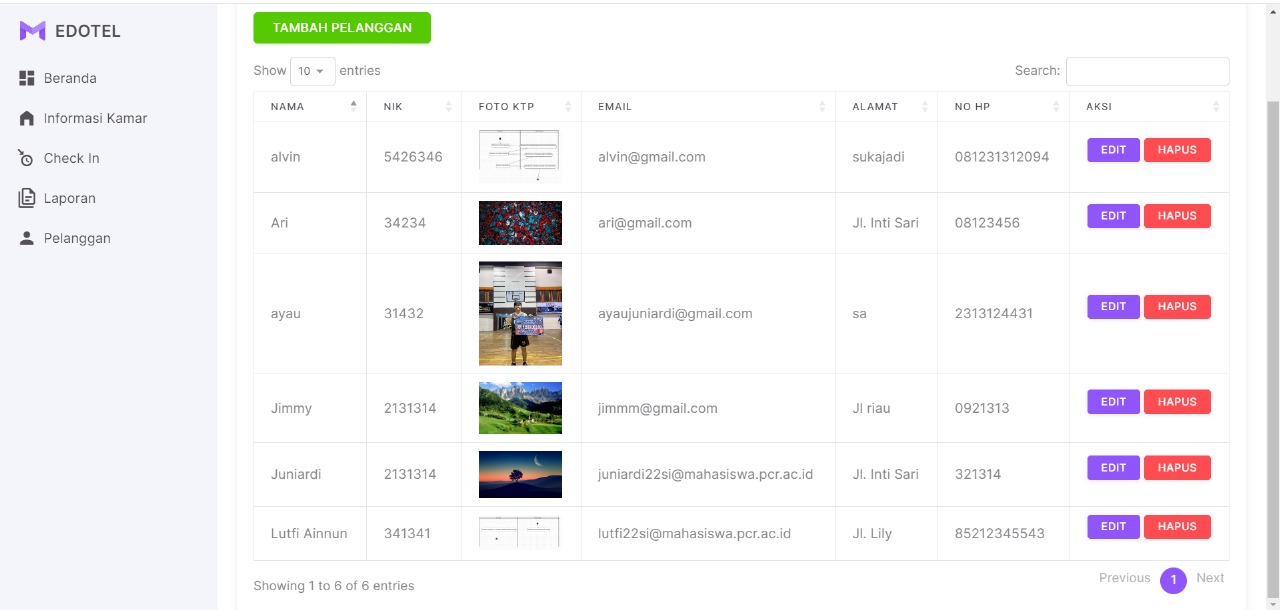 EDOTEL
Beranda
Informasi Kamar
Check In
Laporan
Pelanggan
TAMBAH PELANGGAN
Show 10 entries
Search:
NAMA NIK FOTO KTP EMAIL ALAMAT NO HP AKSI
alvin 5426346 alvin@gmail.com sukajadi 081231312094 EDIT HAPUS
Ari 34234 ari@gmail.com Jl. Inti Sari 08123456 EDIT HAPUS
ayau 31432 ayaujuniardi@gmail.com sa 2313124431 EDIT HAPUS
Jimmy 2131314 jimmm@gmail.com Jl riau 0921313 EDIT HAPUS
Juniardi 2131314 juniardi22si@mahasiswa.pcr.ac.id Jl. Inti Sari 321314 EDIT HAPUS
Lutfi Ainnun 341341 lutfi22si@mahasiswa.pcr.ac.id Jl. Lily 85212345543 EDIT HAPUS
Showing 1 to 6 of 6 entries
Previous 1 Next